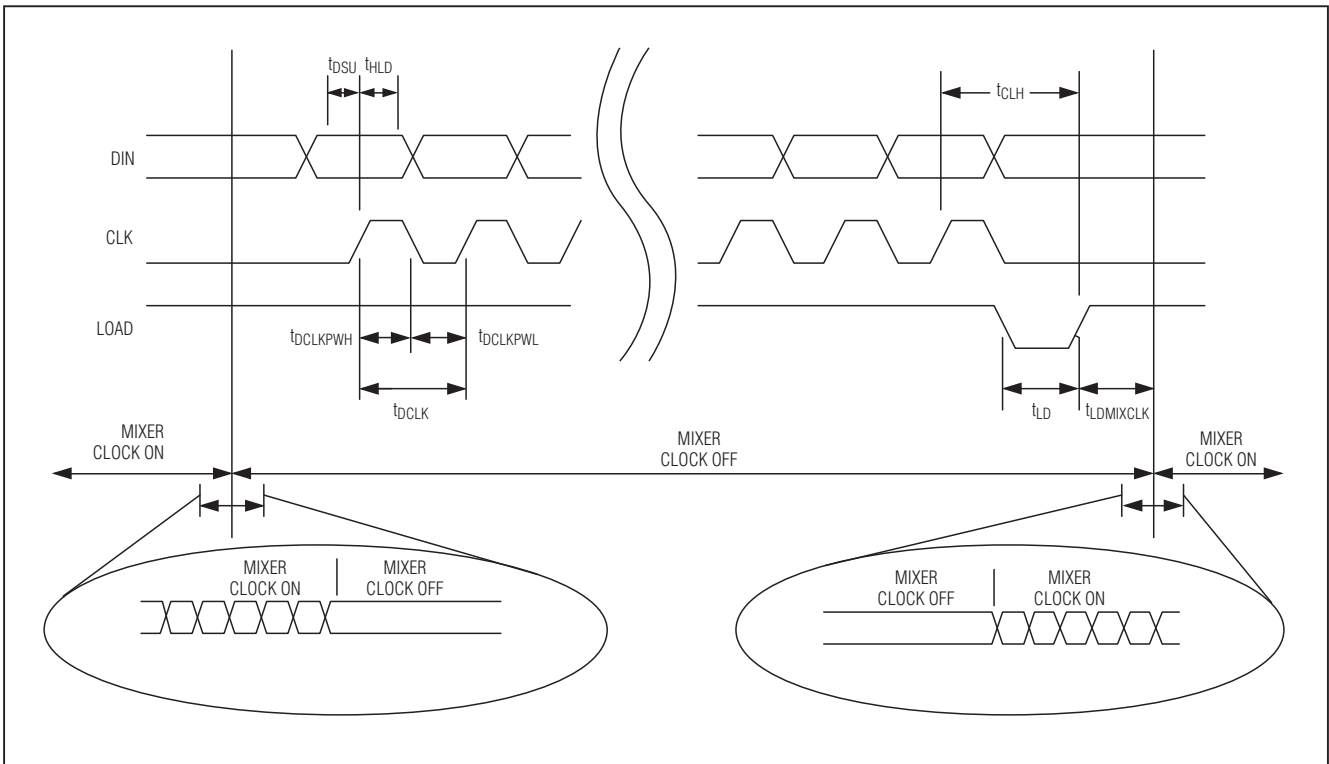 tDSU tHLD
tCLH
DIN
CLK
LOAD
tDCLKPWH tDCLKPWL
tDCLK
tLD tLDMIXCLK
MIXER
CLOCK ON
MIXER
CLOCK OFF
MIXER
CLOCK ON
MIXER
CLOCK ON
MIXER
CLOCK OFF
MIXER
CLOCK OFF
MIXER
CLOCK ON